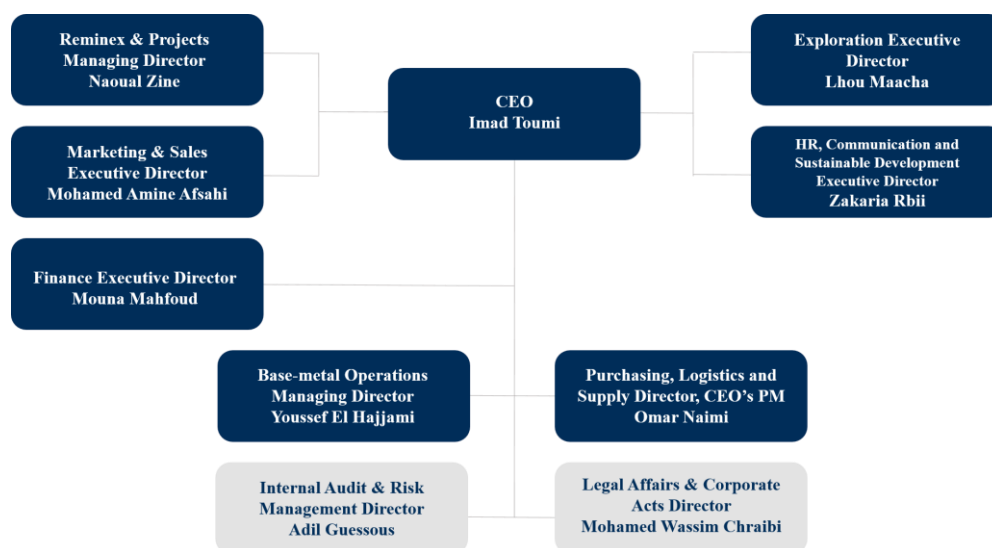 Reminex & Projects
Managing Director
Naoual Zine
Exploration Executive
Director
Lhou Maacha
CEO
Imad Toumi
Marketing & Sales
Executive Director
Mohamed Amine Afsahi
HR, Communication and
Sustainable Development
Executive Director
Zakaria Rbii
Finance Executive Director
Mouna Mahfoud
Base-metal Operations
Managing Director
Youssef El Hajjami
Purchasing, Logistics and
Supply Director, CEO’s PM
Omar Naimi
Internal Audit & Risk
Management Director
Adil Guessous
Legal Affairs & Corporate
Acts Director
Mohamed Wassim Chraibi